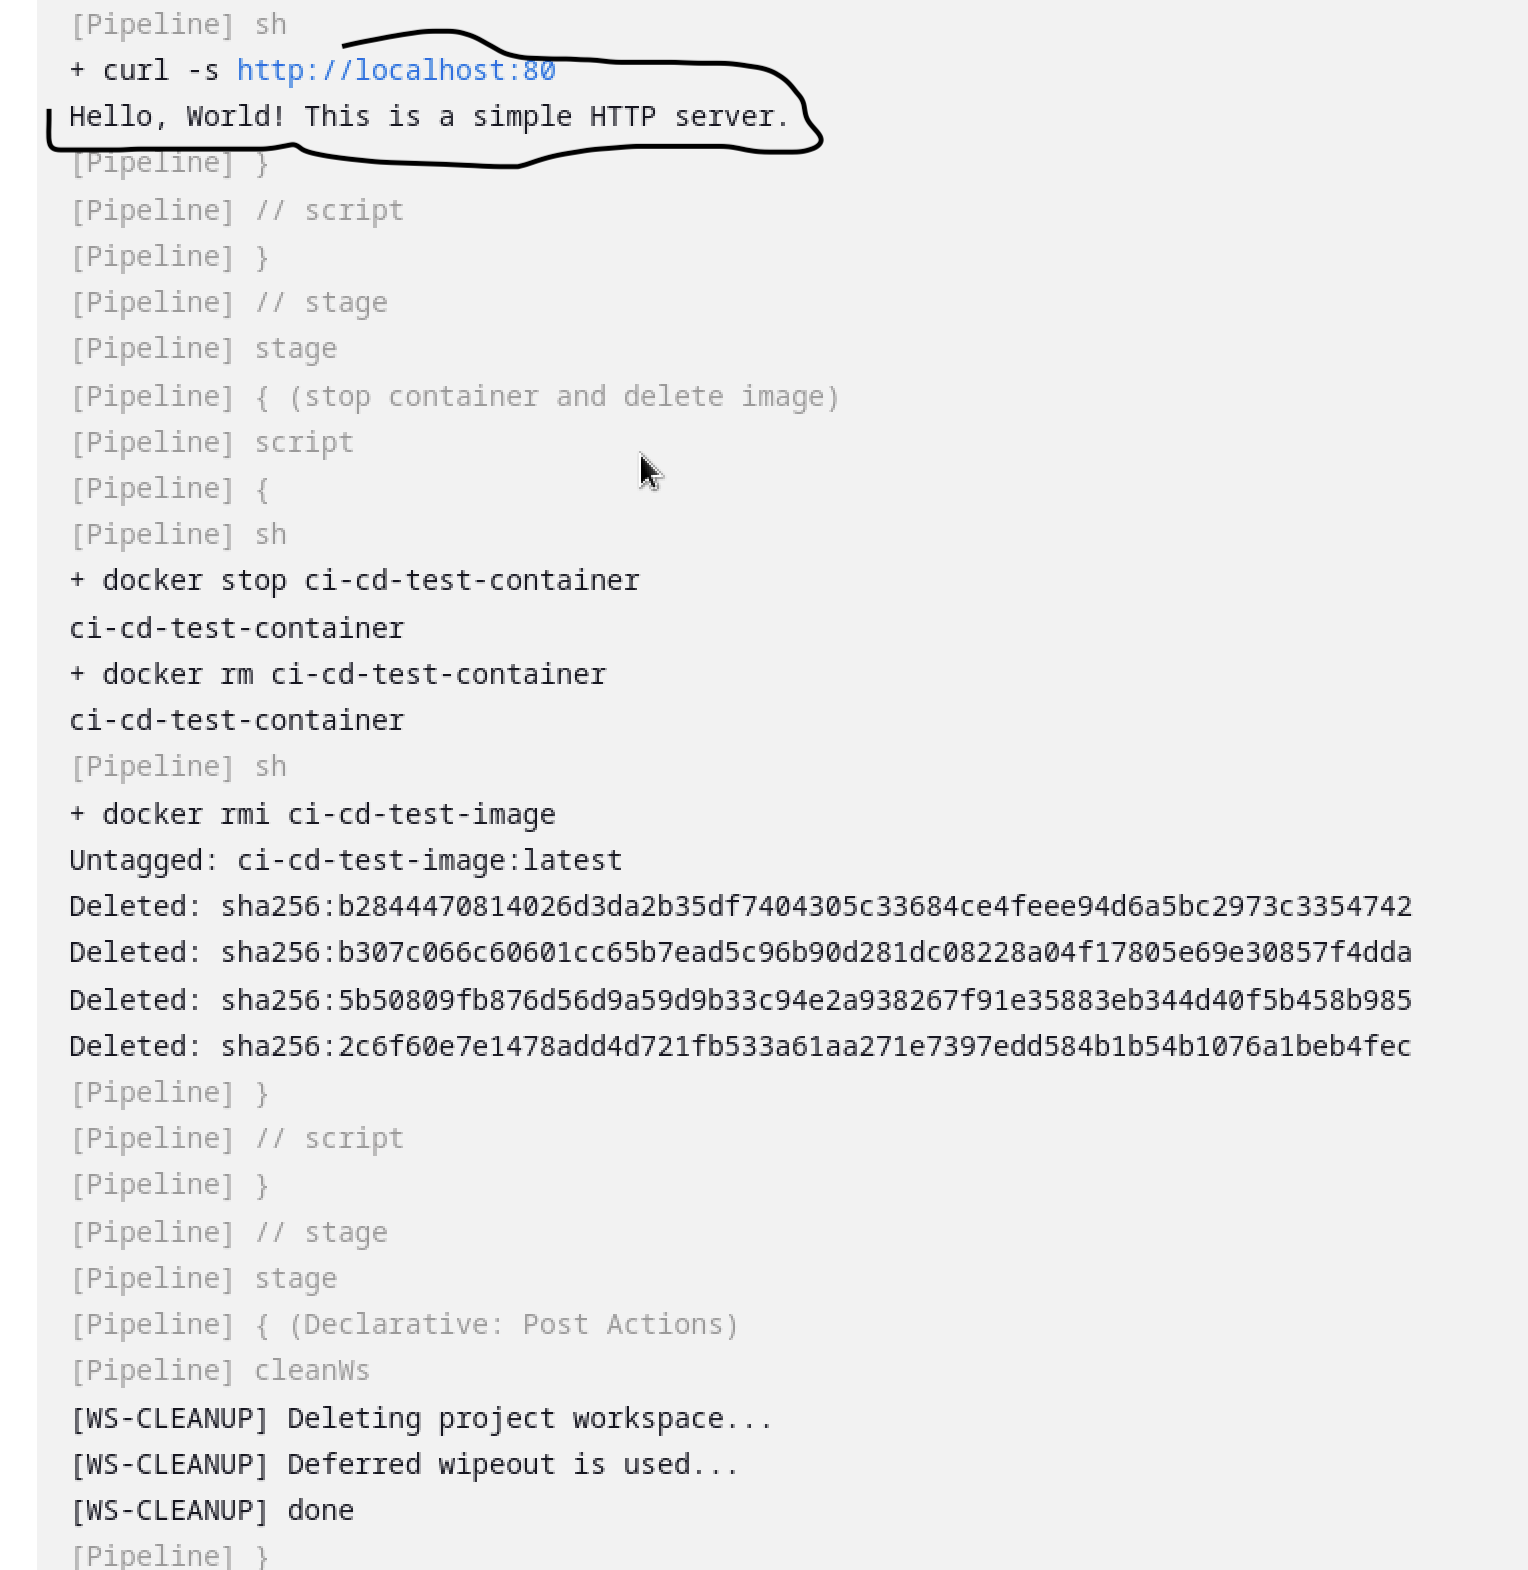 [Pipeline] sh
+ curl -s http://localhost:80
Hello, World! This is a simple HTTP server.
[Pipeline] }
[Pipeline] // script
[Pipeline] }
[Pipeline] // stage
[Pipeline] stage
[Pipeline] { (stop container and delete image)
[Pipeline] script
[Pipeline] {
[Pipeline] sh
+ docker stop ci-cd-test-container
ci-cd-test-container
+ docker rm ci-cd-test-container
ci-cd-test-container
[Pipeline] sh
+ docker rmi ci-cd-test-image
Untagged: ci-cd-test-image:latest
Deleted: sha256:b2844470814026d3da2b35df7404305c33684ce4feee94d6a5bc2973c3354742
Deleted: sha256:b307c066c60601cc65b7ead5c96b90d281dc08228a04f17805e69e30857f4dda
Deleted: sha256:5b50809fb876d56d9a59d9b33c94e2a938267f91e35883eb344d40f5b458b985
Deleted: sha256:2c6f60e7e1478add4d721fb533a61aa271e7397edd584b1b54b1076a1beb4fec
[Pipeline] }
[Pipeline] // script
[Pipeline] }
[Pipeline] // stage
[Pipeline] stage
[Pipeline] { (Declarative: Post Actions)
[Pipeline] cleanWs
[WS-CLEANUP] Deleting project workspace...
[WS-CLEANUP] Deferred wipeout is used...
[WS-CLEANUP] done
[Pipeline] }